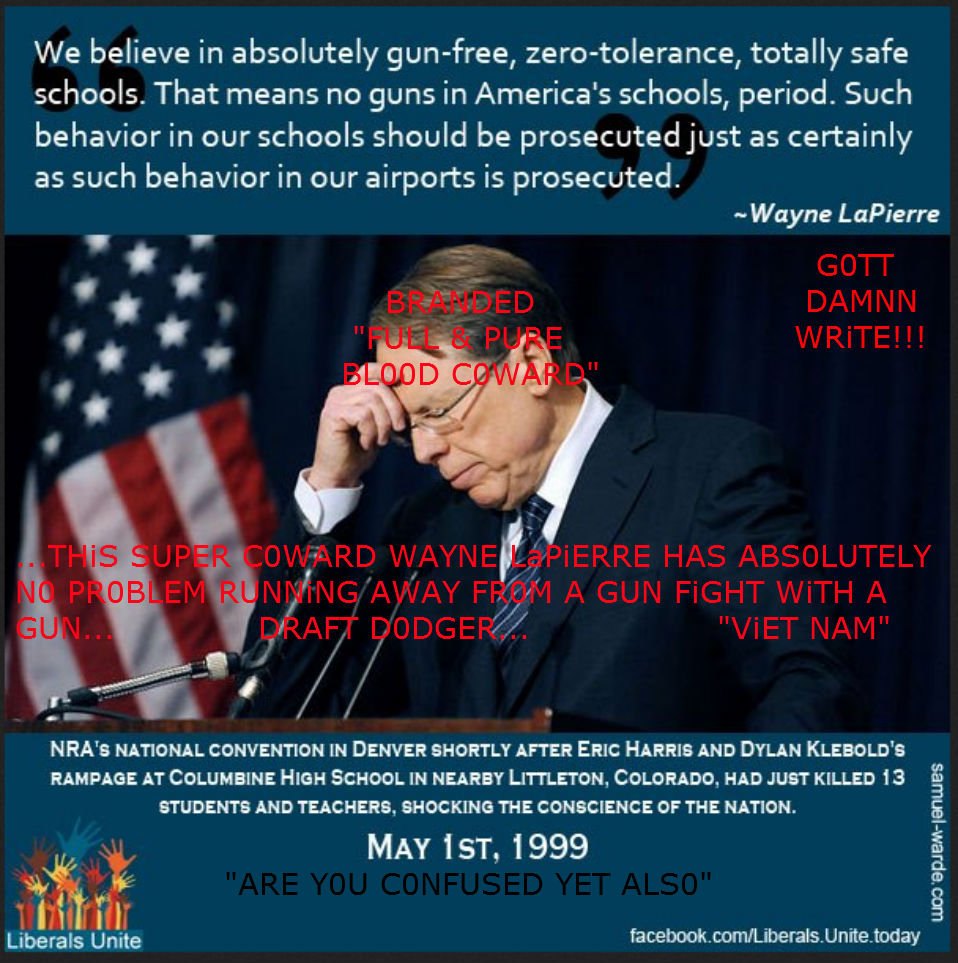 We believe in absolutely gun-free, zero-tolerance, totally safe
schools. That means no guns in America's schools, period. Such
behavior in our schools should be prosecuted just as certainly
as such behavior in our airports is prosecuted.
~Wayne LaPierre
G0TT
DAMNN
WRiTE!!!
BRANDED
"FULL & PURE
BL00D C0WARD"
...THiS SUPER C0WARD WAYNE LaPiERRE HAS ABS0LUTELY
N0 PR0BLEM RUNNiNG AWAY FR0M A GUN FiGHT WiTH A
GUN... DRAFT D0DGER... "ViET NAM"
NRA's national convention in Denver shortly after Eric Harris and Dylan Klebold's
rampage at Columbine High School in nearby Littleton, Colorado, had just killed 13
students and teachers, shocking the conscience of the nation.
May 1st, 1999
"ARE Y0U C0NFUSED YET ALS0"
Liberals Unite
facebook.com/Liberals.Unite.today
samuel-warde.com